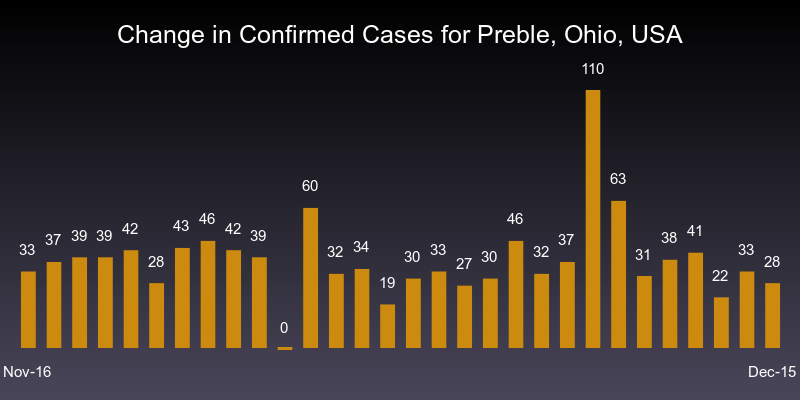 Change in Confirmed Cases for Preble, Ohio, USA
33 37 39 39 42 28 43 46 42 39 0 60 32 34 19 30 33 27 30 46 32 37 110 63 31 38 41 22 33 28
Nov-16 Dec-15